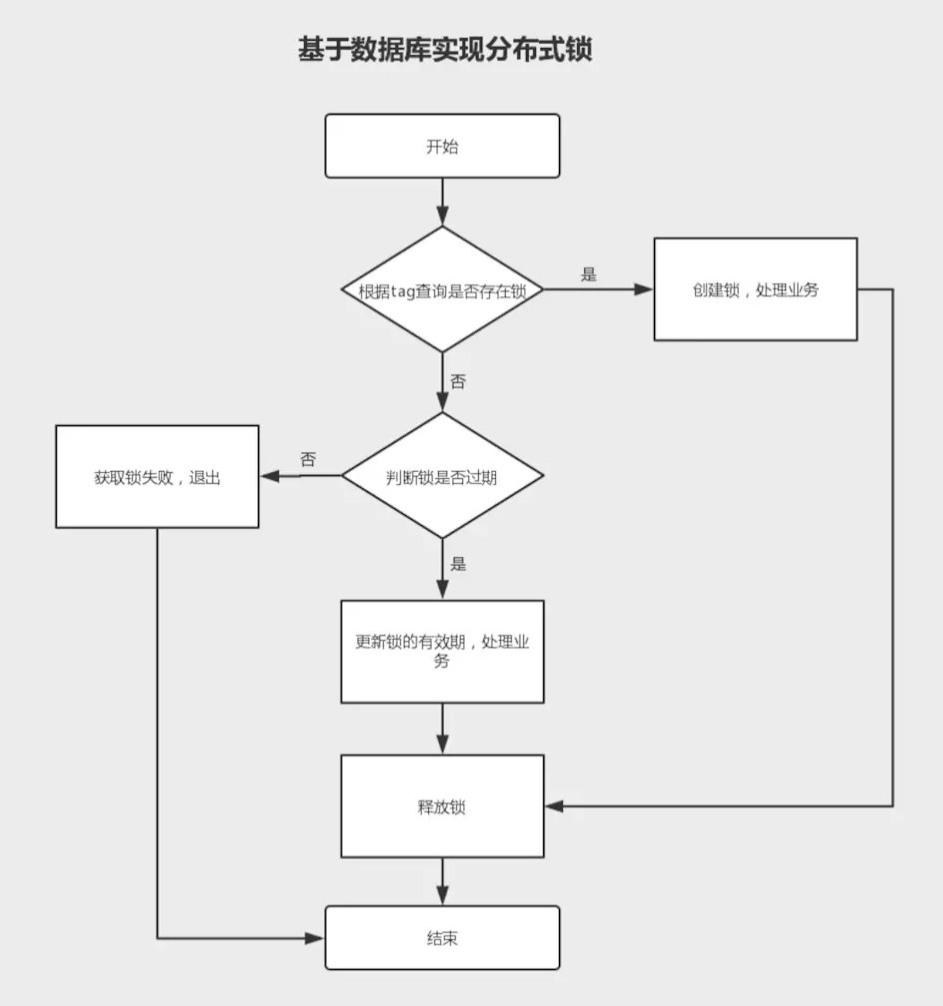 基于数据库实现分布式锁
开始
根据tag查询是否存在锁
是
创建锁，处理业务
否
判断锁是否过期
否
获取锁失败，退出
是
更新锁的有效期，处理业
务
释放锁
结束